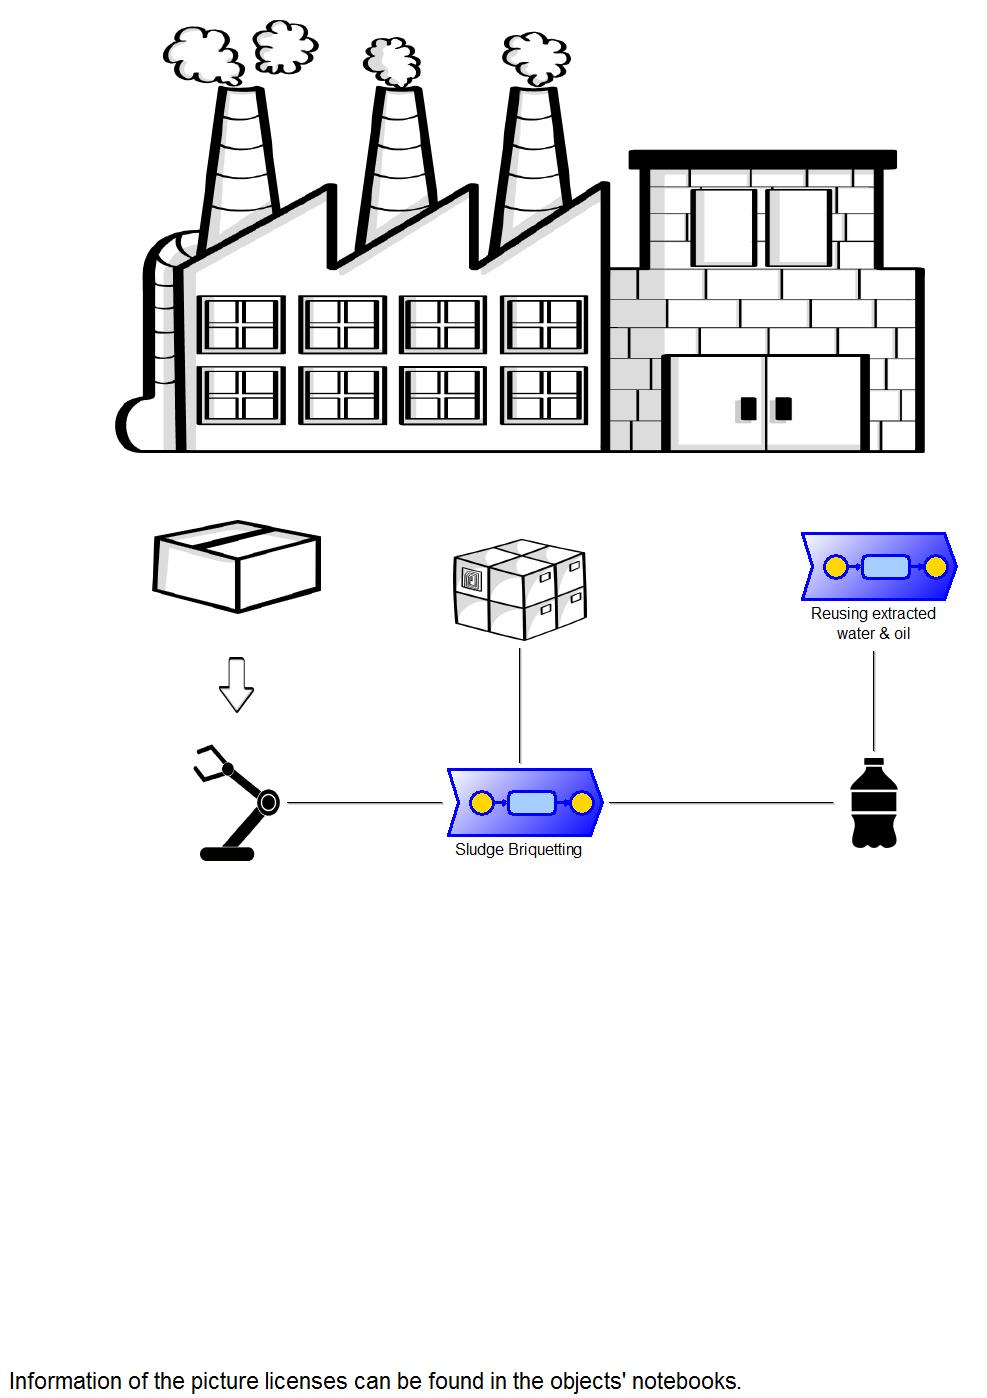 Reusing extracted
water & oil
Sludge Briquetting
Information of the picture licenses can be found in the objects' notebooks.